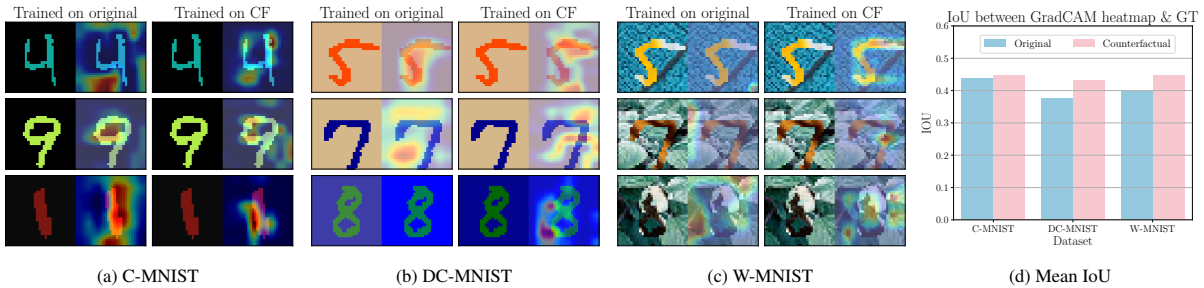 Trained on original Trained on CF
(a) C-MNIST
Trained on original Trained on CF
(b) DC-MNIST
Trained on original Trained on CF
(c) W-MNIST
IoU between GradCAM heatmap & GT
Original Counterfactual
0.6
0.5
0.4
0.3
0.2
0.1
0.0
IOU
C-MNIST DC-MNIST W-MNIST
Dataset
(d) Mean IoU